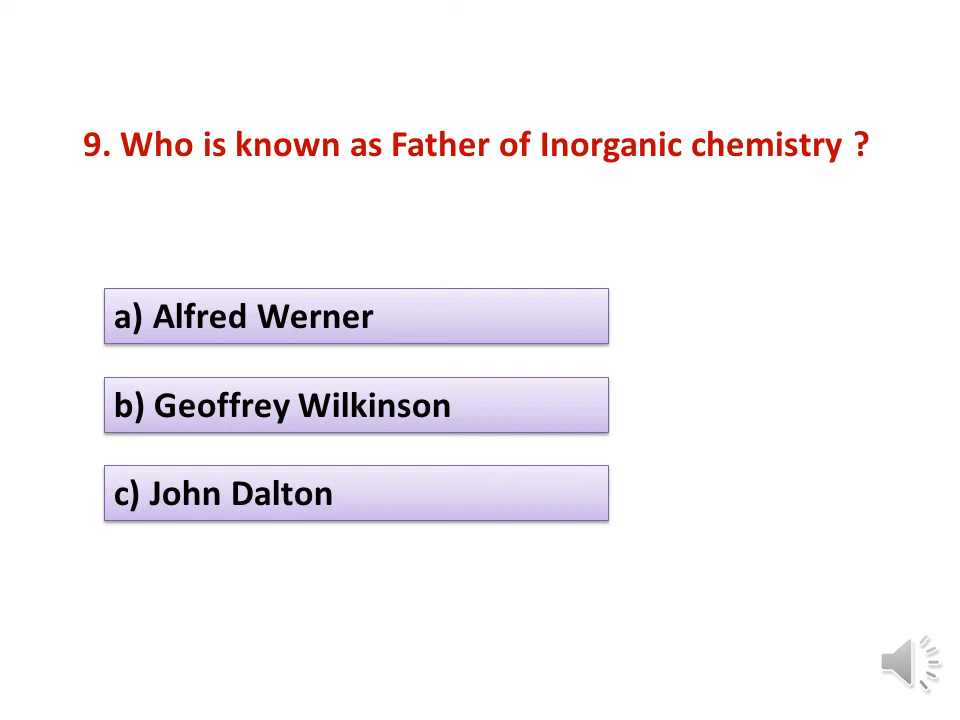 9. Who is known as Father of Inorganic chemistry ?
a) Alfred Werner
b) Geoffrey Wilkinson
c) John Dalton